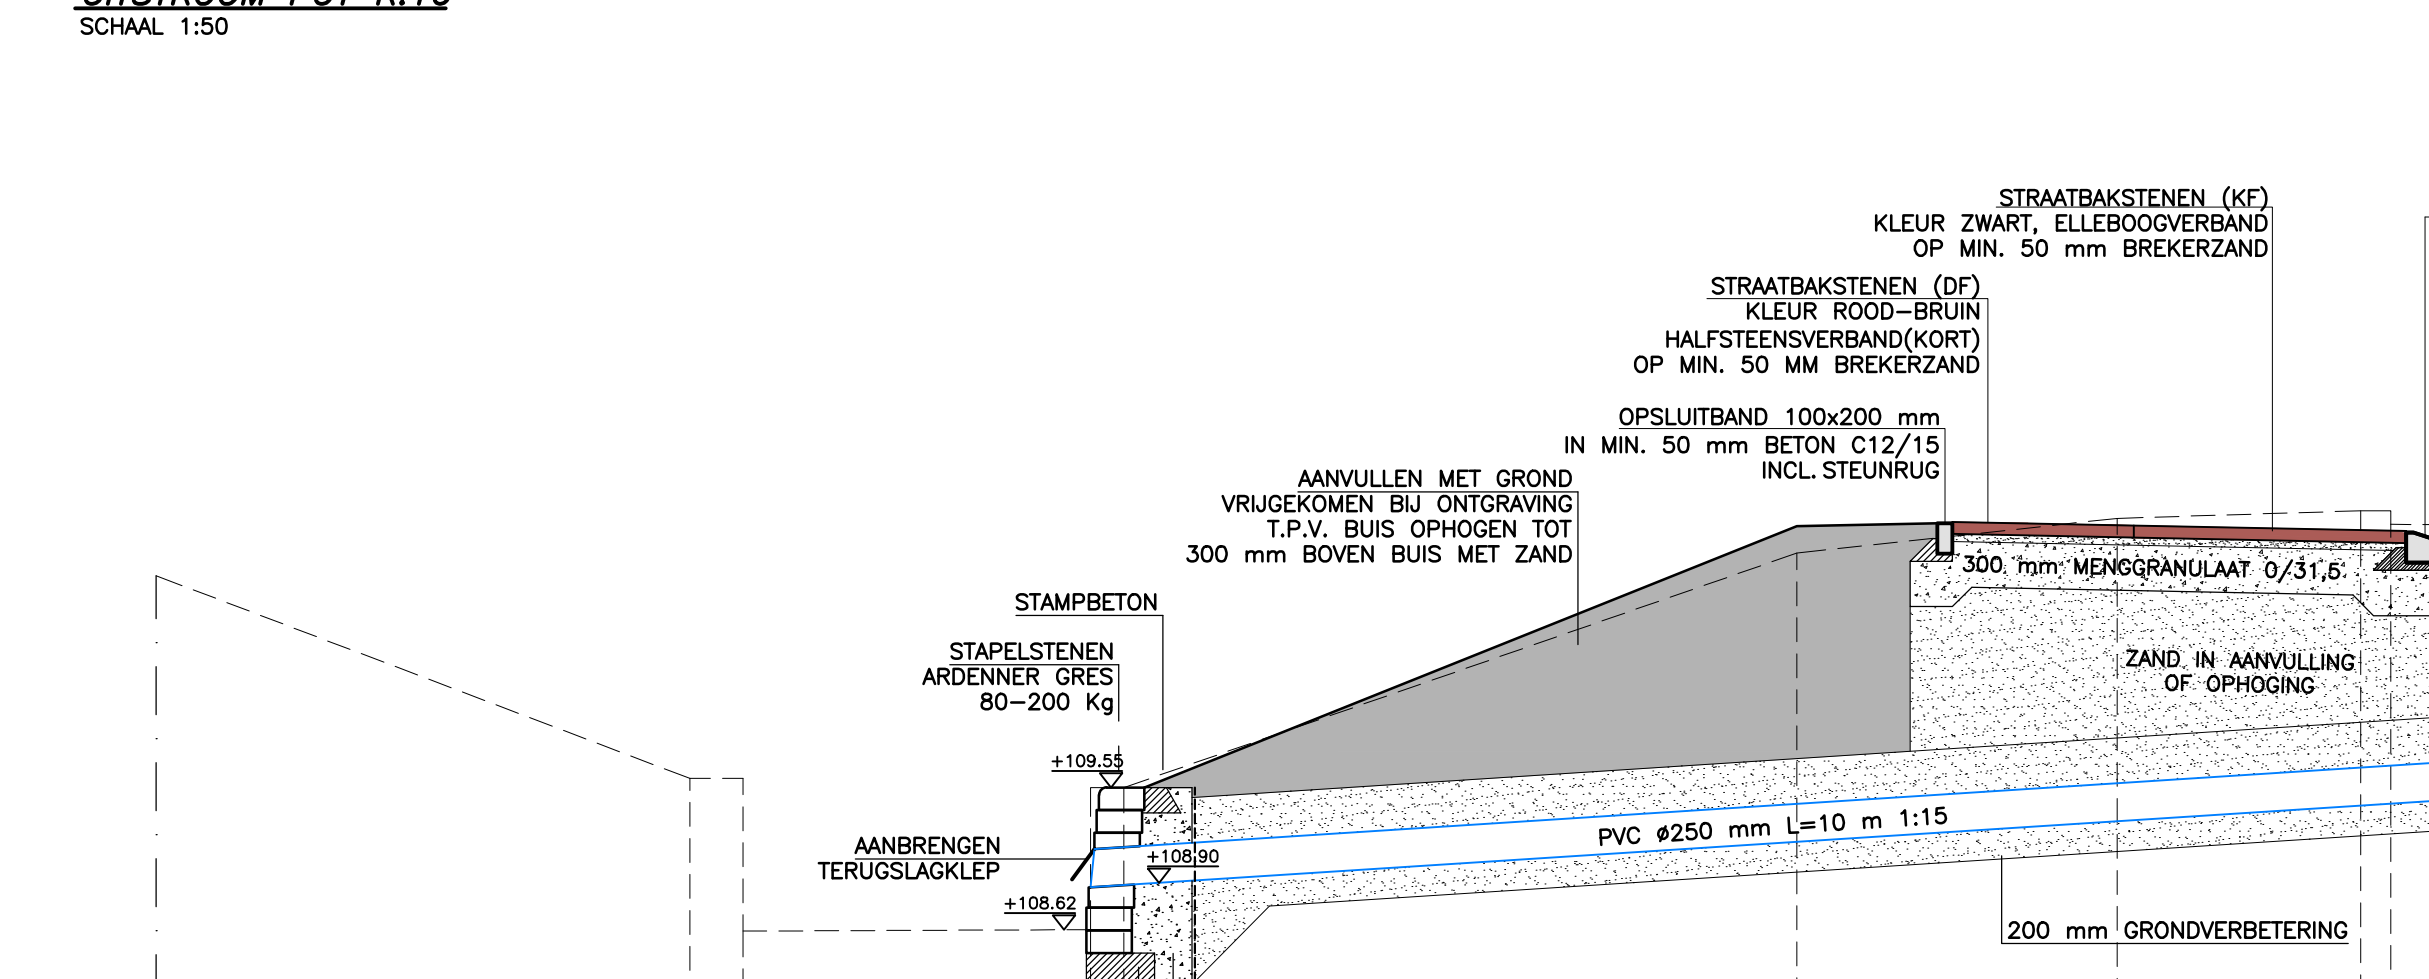 SCHAAL 1:50
STRAATBAKSTENEN (KF)
KLEUR ZWART, ELLEBOOGVERBAND
OP MIN. 50 mm BREKERZAND
STRAATBAKSTENEN (DF)
KLEUR ROOD-BRUIN
HALFSTEENSVERBAND(KORT)
OP MIN. 50 MM BREKERZAND
OPSLUITBAND 100x200 mm
IN MIN. 50 mm BETON C12/15
INCL. STEUNRUG
AANVULLEN MET GROND
VRIJGEKOMEN BIJ ONTGRAVING
T.P.V. BUIS OPHOGEN TOT
300 mm BOVEN BUIS MET ZAND
300 mm MENGGRANULAAT 0/31,5
STAMPBETON
STAPELSTENEN
ARDENNER GRES
80-200 Kg
ZAND IN AANVULLING
OF OPHOGING
+109.55
PVC ø250 mm L=10 m 1:15
AANBRENGEN
TERUGSLAGKLEP
+108.90
+108.62
200 mm GRONDVERBETERING